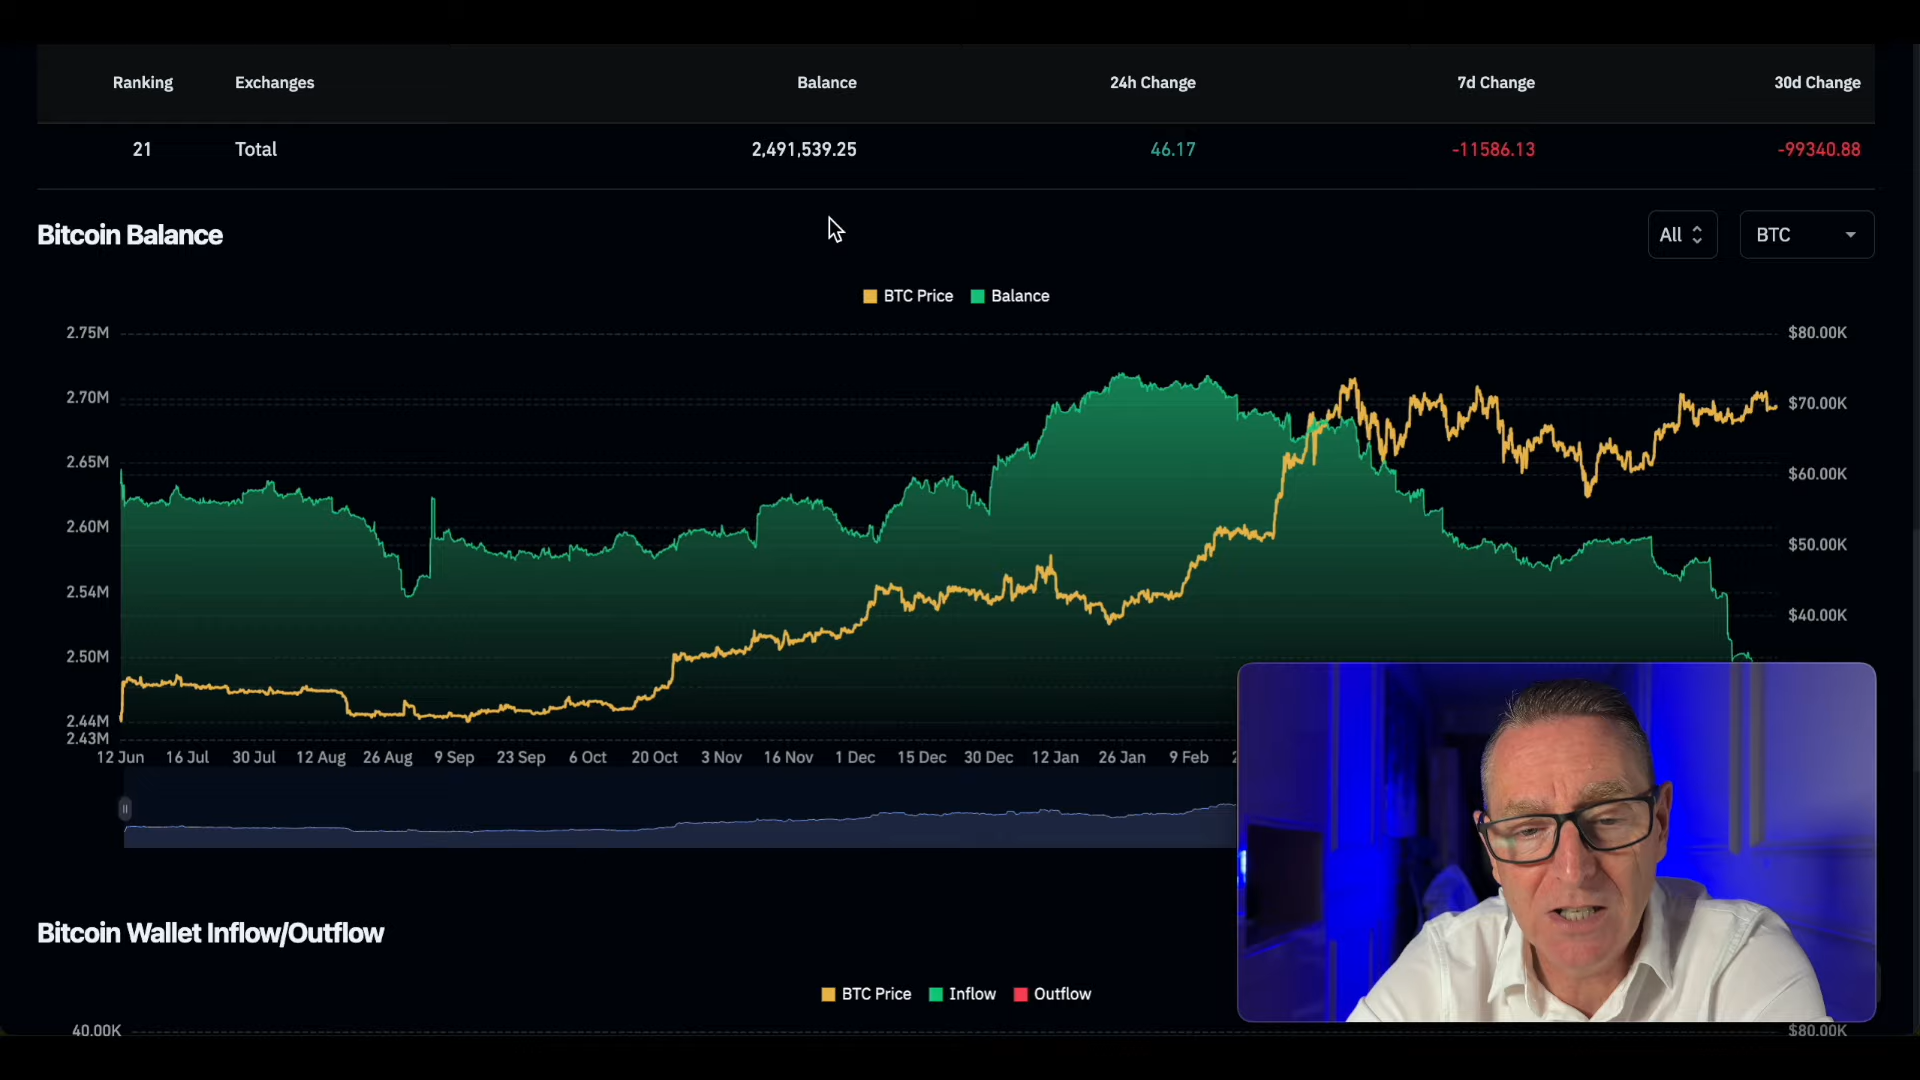 Ranking Exchanges Balance 24h Change 7d Change 30d Change
21 Total 2,491,539.25 46.17 -11586.13 -99340.88
Bitcoin Balance
All BTC
BTC Price Balance
2.75M $80.00K
2.70M $70.00K
2.65M $60.00K
2.60M $50.00K
2.54M $40.00K
2.50M
2.44M
2.43M
12 Jun 16 Jul 30 Jul 12 Aug 26 Aug 9 Sep 23 Sep 6 Oct 20 Oct 3 Nov 16 Nov 1 Dec 15 Dec 30 Dec 12 Jan 26 Jan 9 Feb
Bitcoin Wallet Inflow/Outflow
BTC Price Inflow Outflow
40.00K $80.00K